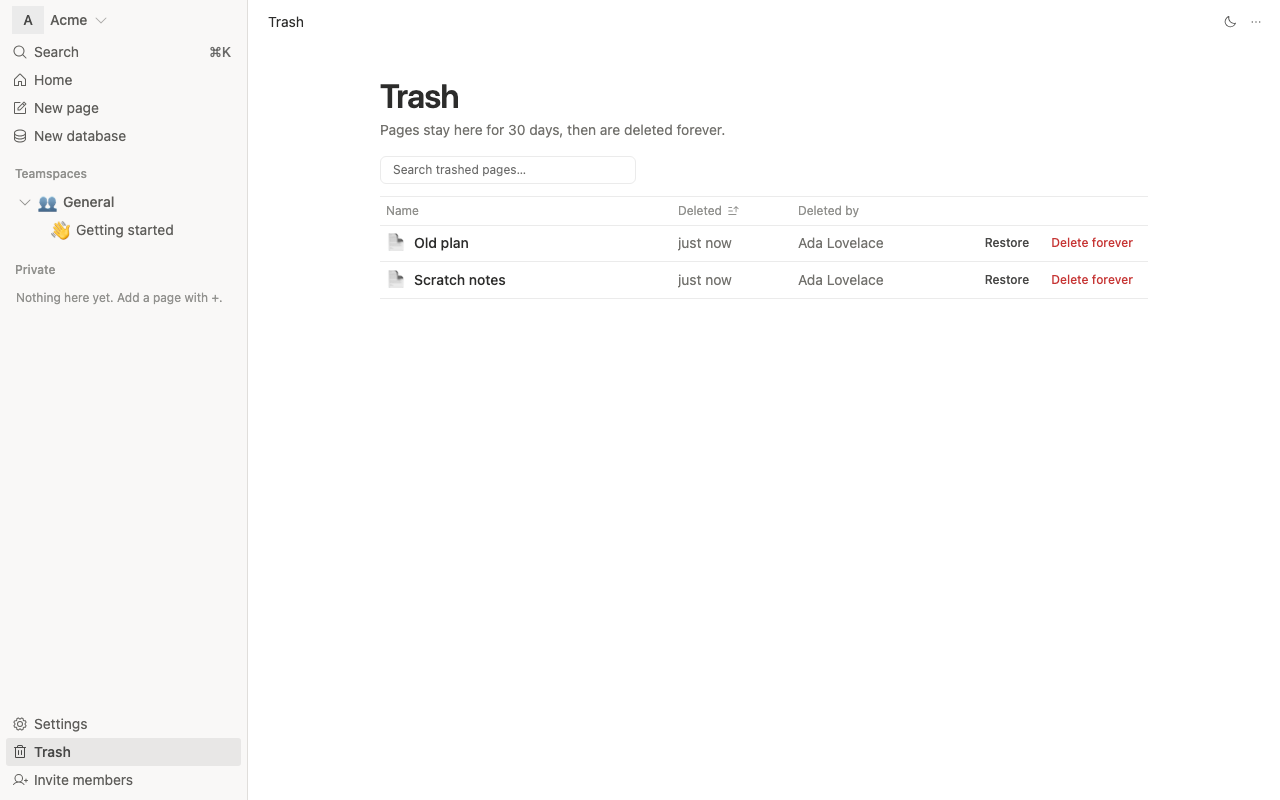 A Acme
Search ⌘K
Home
New page
New database
Teamspaces
General
Getting started
Private
Nothing here yet. Add a page with +.
Settings
Trash
Invite members
Trash
Trash
Pages stay here for 30 days, then are deleted forever.
Search trashed pages...
Name Deleted Deleted by
Old plan just now Ada Lovelace Restore Delete forever
Scratch notes just now Ada Lovelace Restore Delete forever